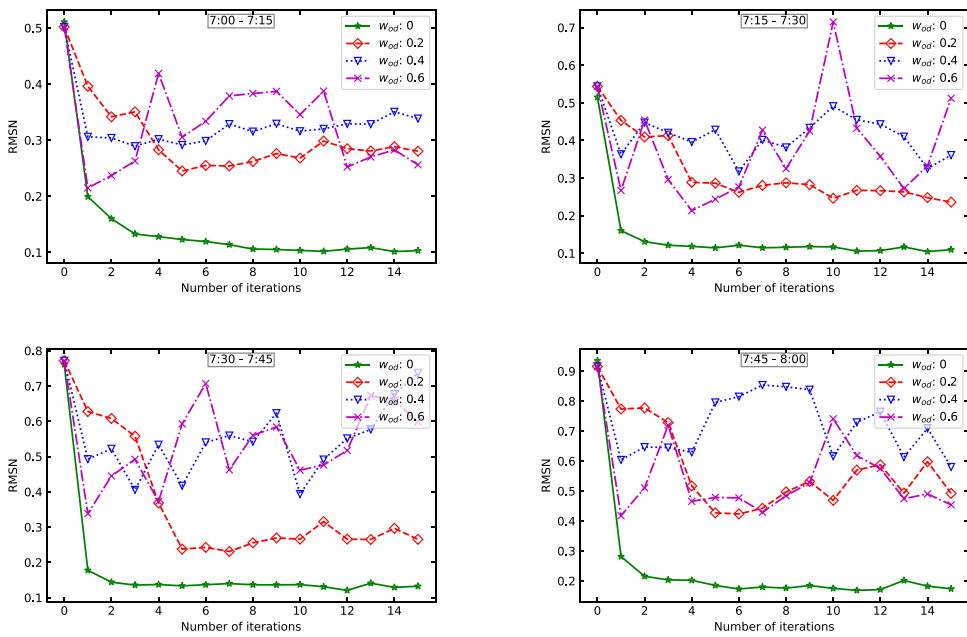 7:00 – 7:15
w_od: 0
w_od: 0.2
w_od: 0.4
w_od: 0.6
RMSN
0.5
0.4
0.3
0.2
0.1
0 2 4 6 8 10 12 14
Number of iterations
7:15 – 7:30
w_od: 0
w_od: 0.2
w_od: 0.4
w_od: 0.6
RMSN
0.7
0.6
0.5
0.4
0.3
0.2
0.1
0 2 4 6 8 10 12 14
Number of iterations
7:30 – 7:45
w_od: 0
w_od: 0.2
w_od: 0.4
w_od: 0.6
RMSN
0.8
0.7
0.6
0.5
0.4
0.3
0.2
0.1
0 2 4 6 8 10 12 14
Number of iterations
7:45 – 8:00
w_od: 0
w_od: 0.2
w_od: 0.4
w_od: 0.6
RMSN
0.9
0.8
0.7
0.6
0.5
0.4
0.3
0.2
0 2 4 6 8 10 12 14
Number of iterations